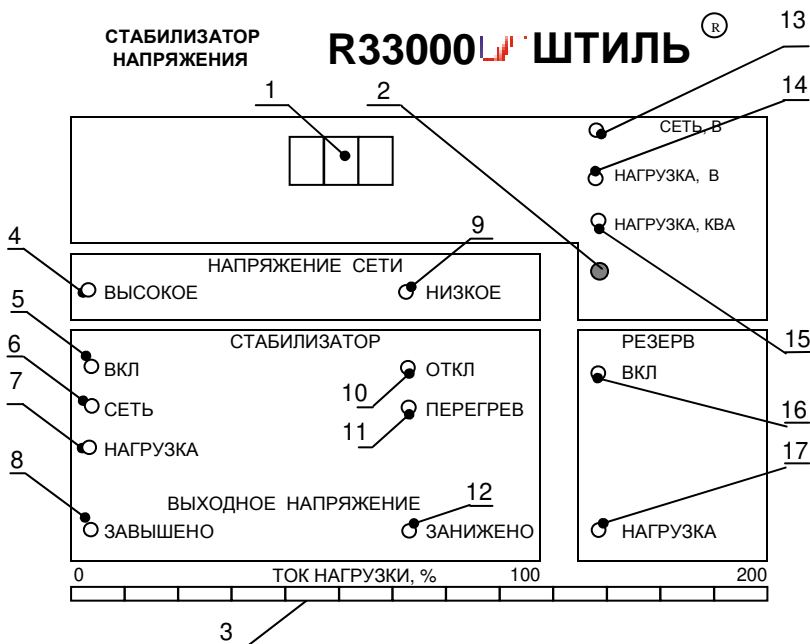 СТАБИЛИЗАТОР
НАПРЯЖЕНИЯ
R33000 ШТИЛЬ ®
13
1
2
14
СЕТЬ, В
НАГРУЗКА, В
НАГРУЗКА, КВА
4
9
НАПРЯЖЕНИЕ СЕТИ
ВЫСОКОЕ
НИЗКОЕ
5
СТАБИЛИЗАТОР
РЕЗЕРВ
15
6
ВКЛ
ОТКЛ
ВКЛ
7
СЕТЬ
10
ПЕРЕГРЕВ
16
НАГРУЗКА
11
8
17
ВЫХОДНОЕ НАПРЯЖЕНИЕ
12
ЗАВЫШЕНО
ЗАНИЖЕНО
НАГРУЗКА
0
ТОК НАГРУЗКИ, %
100
200
3